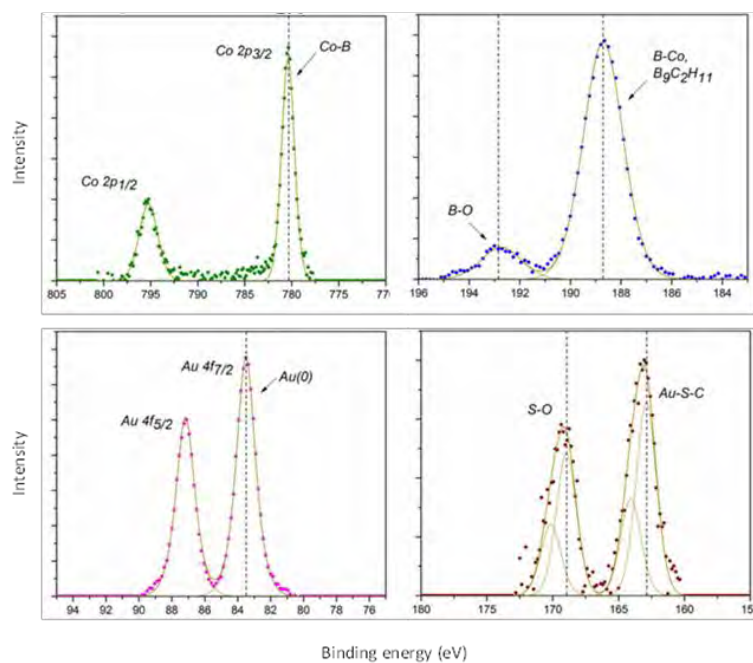 Co 2p3/2
Co-B
Co 2p1/2
Intensity
805 800 795 790 785 780 775 77
B-Co,
B9C2H11
B-O
196 194 192 190 188 186 184
Au 4f7/2
Au(0)
Au 4f5/2
Intensity
94 92 90 88 86 84 82 80 78 76
Au-S-C
S-O
180 175 170 165 160 15
Binding energy (eV)